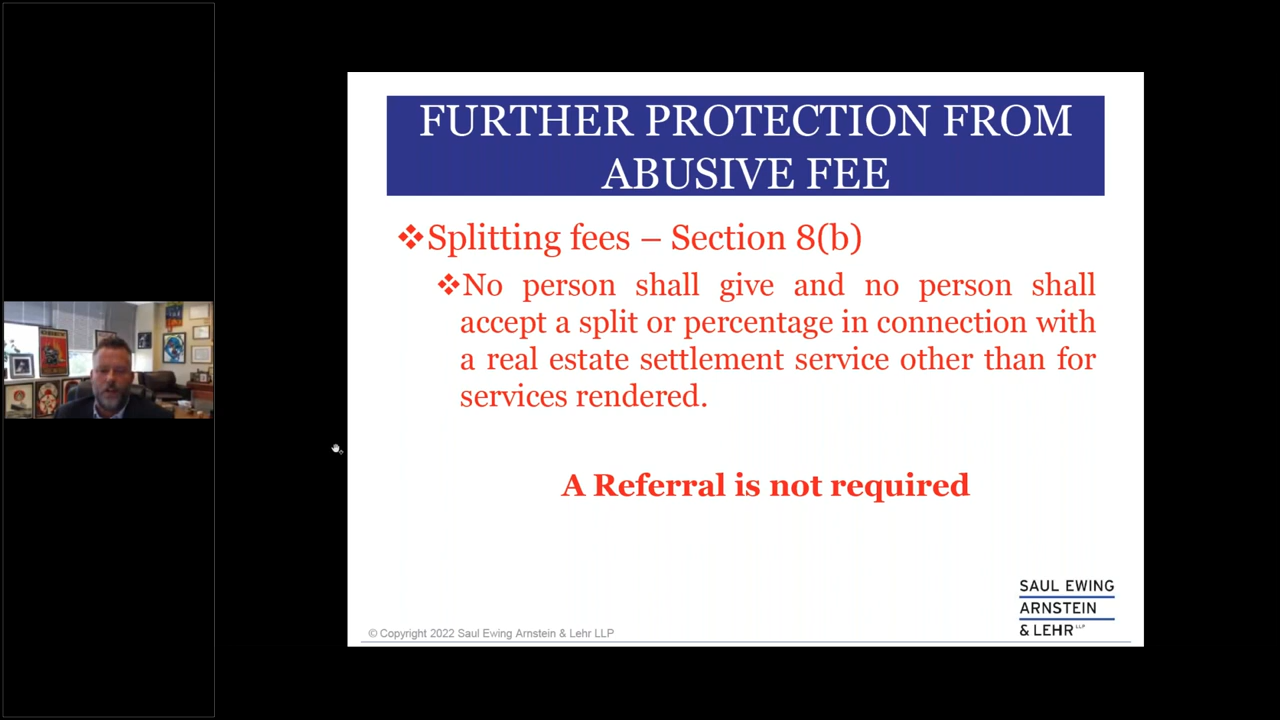 FURTHER PROTECTION FROM
ABUSIVE FEE
❖Splitting fees – Section 8(b)
❖No person shall give and no person shall
accept a split or percentage in connection with
a real estate settlement service other than for
services rendered.
A Referral is not required
SAUL EWING
ARNSTEIN
& LEHR LLP
© Copyright 2022 Saul Ewing Arnstein & Lehr LLP